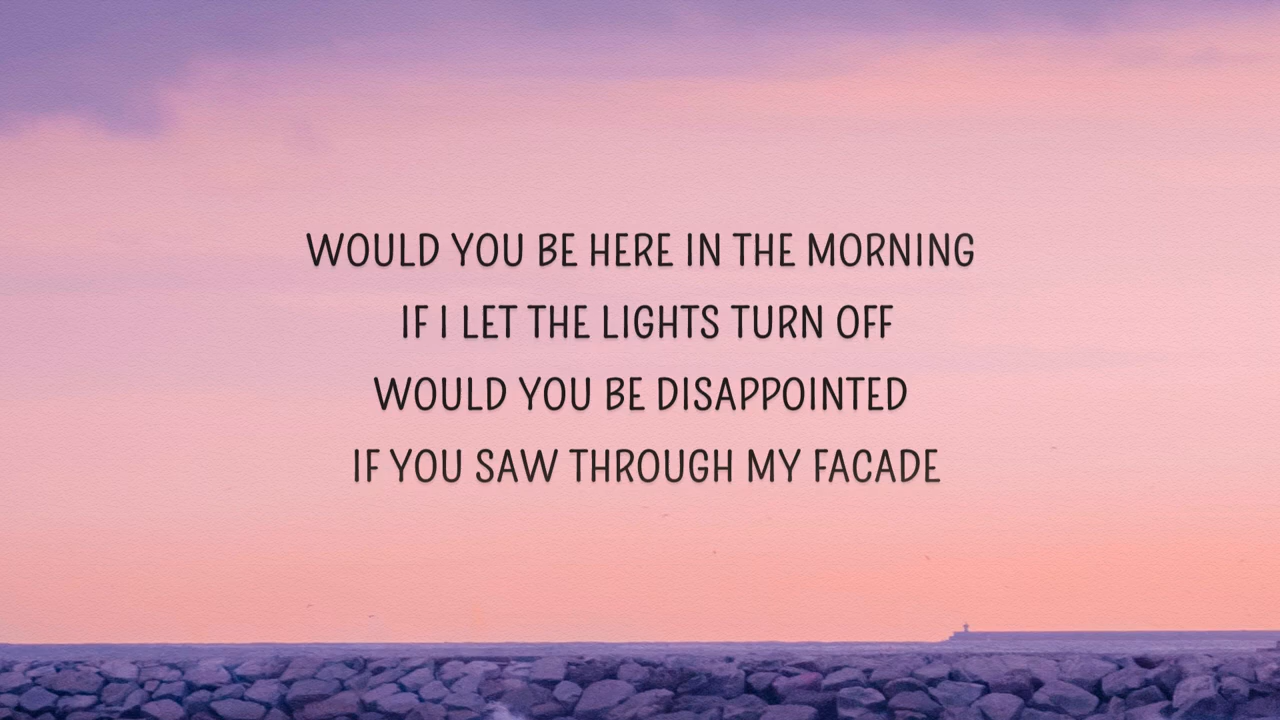 WOULD YOU BE HERE IN THE MORNING
IF I LET THE LIGHTS TURN OFF
WOULD YOU BE DISAPPOINTED
IF YOU SAW THROUGH MY FACADE